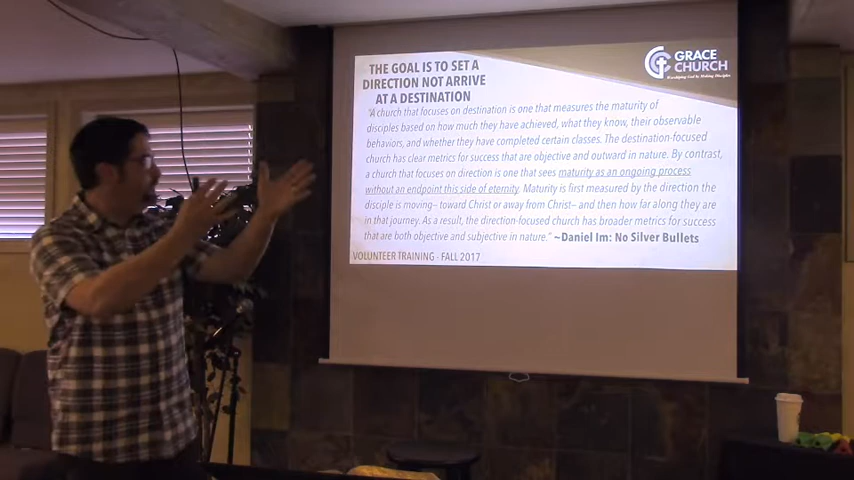 THE GOAL IS TO SET A
DIRECTION NOT ARRIVE
AT A DESTINATION.
GRACE
CHURCH
"A church that focuses on destination is one that measures the maturity of
disciples based on how much they have achieved, what they know, their observable
behaviors, and whether they have completed certain classes. The destination-focused
church has clear metrics for success that are objective and outward in nature. By contrast,
a church that focuses on direction is one that sees maturity as an ongoing process
without an endpoint this side of eternity. Maturity is first measured by the direction the
disciple is moving—toward Christ or away from Christ—and then how far along they are
in that journey. As a result, the direction-focused church has broader metrics for success
that are both objective and subjective in nature." ~Daniel Im: No Silver Bullets
VOLUNTEER TRAINING · FALL 2017